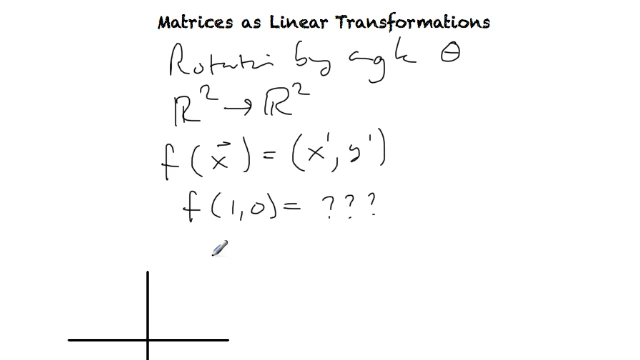 Matrices as Linear Transformations
Rotation by angle θ
ℝ² → ℝ²
f(x⃗) = (x', y')
f(1,0) = ???